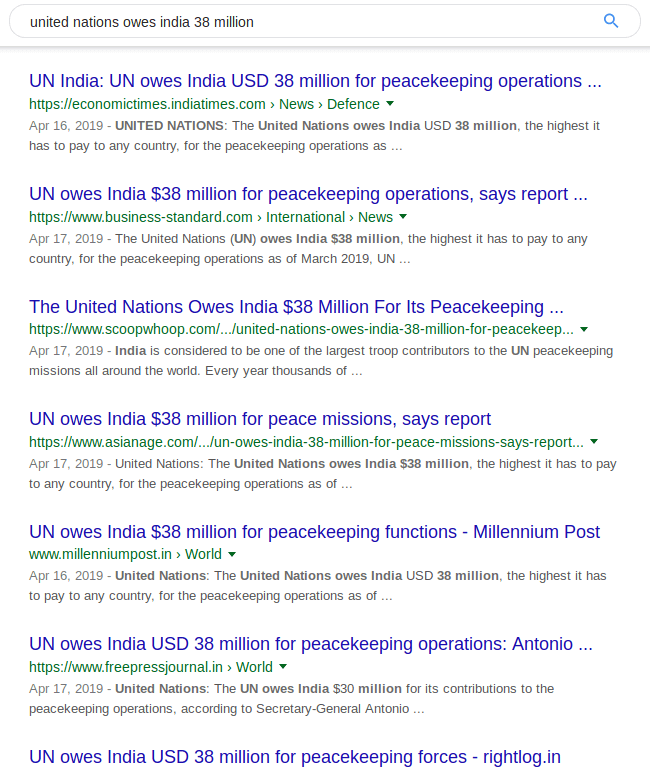 united nations owes india 38 million
UN India: UN owes India USD 38 million for peacekeeping operations ...
https://economictimes.indiatimes.com › News › Defence
Apr 16, 2019 - UNITED NATIONS: The United Nations owes India USD 38 million, the highest it
has to pay to any country, for the peacekeeping operations as ...
UN owes India $38 million for peacekeeping operations, says report ...
https://www.business-standard.com › International › News
Apr 17, 2019 - The United Nations (UN) owes India $38 million, the highest it has to pay to any
country, for the peacekeeping operations as of March 2019, UN ...
The United Nations Owes India $38 Million For Its Peacekeeping ...
https://www.scoopwhoop.com/.../united-nations-owes-india-38-million-for-peacekeep...
Apr 17, 2019 - India is considered to be one of the largest troop contributors to the UN peacekeeping
missions all around the world. Every year thousands of ...
UN owes India $38 million for peace missions, says report
https://www.asianage.com/.../un-owes-india-38-million-for-peace-missions-says-report...
Apr 17, 2019 - United Nations: The United Nations owes India $38 million, the highest it has to pay
to any country, for the peacekeeping operations as of ...
UN owes India $38 million for peacekeeping functions - Millennium Post
www.millenniumpost.in › World
Apr 16, 2019 - United Nations: The United Nations owes India USD 38 million, the highest it has
to pay to any country, for the peacekeeping operations as of ...
UN owes India USD 38 million for peacekeeping operations: Antonio ...
https://www.freepressjournal.in › World
Apr 17, 2019 - United Nations: The UN owes India $30 million for its contributions to the
peacekeeping operations, according to Secretary-General Antonio ...
UN owes India USD 38 million for peacekeeping forces - rightlog.in